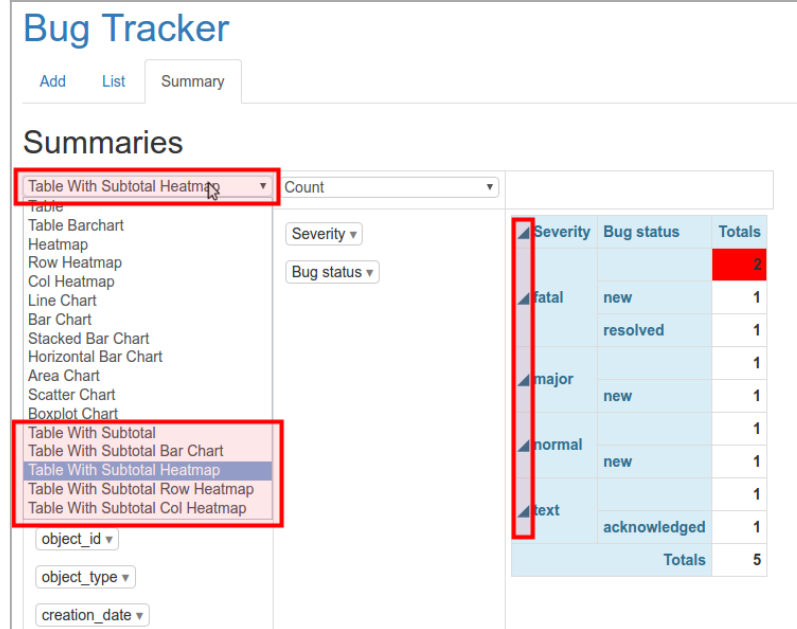 Bug Tracker
Add List Summary
Summaries
Table With Subtotal Heatmap Count
Table
Table Barchart
Heatmap
Row Heatmap
Col Heatmap
Line Chart
Bar Chart
Stacked Bar Chart
Horizontal Bar Chart
Area Chart
Scatter Chart
Boxplot Chart
Table With Subtotal
Table With Subtotal Bar Chart
Table With Subtotal Heatmap
Table With Subtotal Row Heatmap
Table With Subtotal Col Heatmap
object_id
object_type
creation_date
Severity
Bug status
Severity Bug status Totals
2
fatal new 1
resolved 1
1
major
new 1
1
normal
new 1
1
text
acknowledged 1
Totals 5